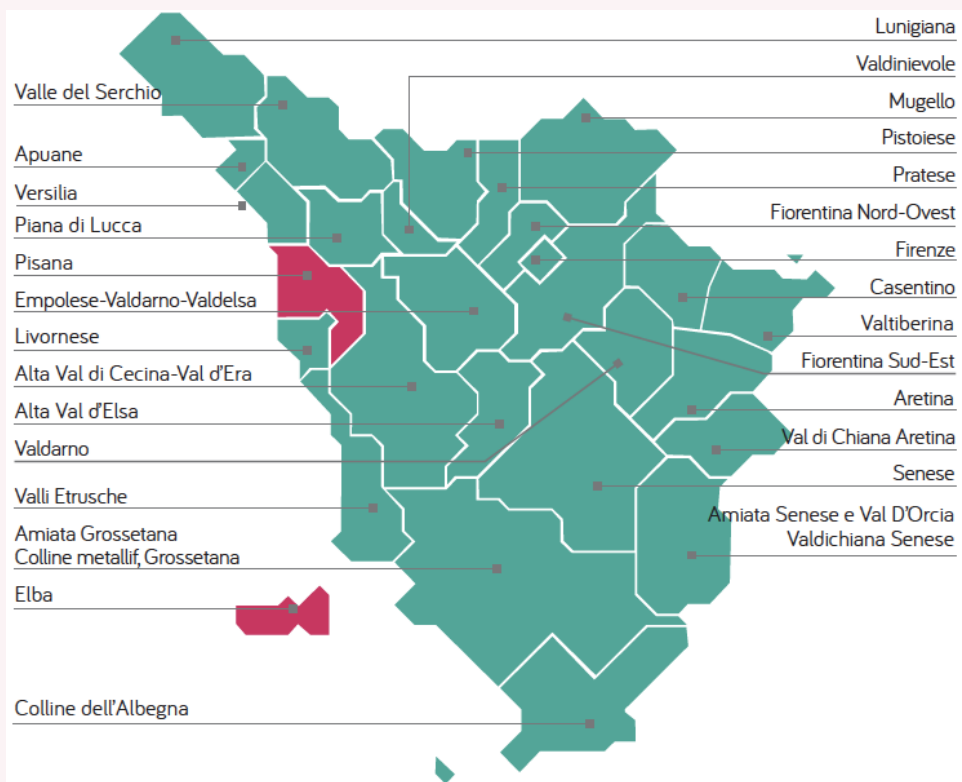 Lunigiana
Valdinievole
Valle del Serchio
Mugello
Pistoiese
Apuane
Pratese
Versilia
Fiorentina Nord-Ovest
Piana di Lucca
Firenze
Pisana
Casentino
Empolese-Valdarno-Valdelsa
Valtiberina
Livornese
Fiorentina Sud-Est
Alta Val di Cecina-Val d'Era
Aretina
Alta Val d'Elsa
Val di Chiana Aretina
Valdarno
Senese
Valli Etrusche
Amiata Senese e Val D'Orcia
Valdichiana Senese
Amiata Grossetana
Colline metallif, Grossetana
Elba
Colline dell'Albegna